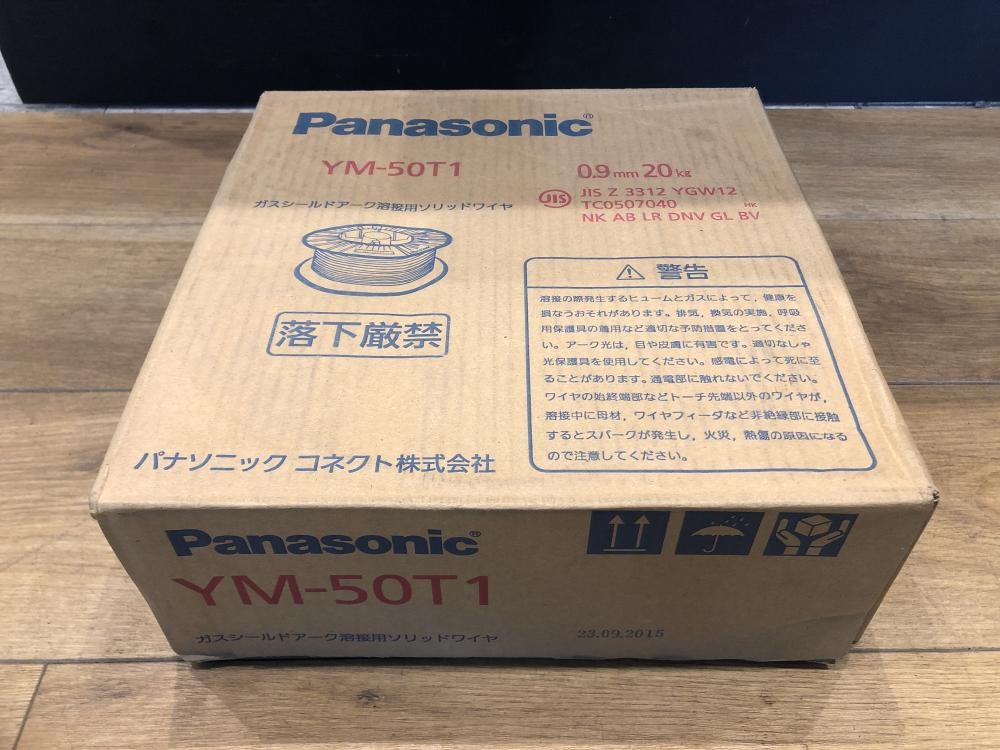 Panasonic®
YM-50T1
0.9mm 20kg
ガスシールドアーク溶接用ソリッドワイヤ
JIS
JIS Z 3312 YGW12
TC0507040
HK
NK AB LR DNV GL BV
落下厳禁
警告
溶接の際発生するヒュームとガスによって，健康を
損なうおそれがあります。排気，換気の実施，呼吸
用保護具の着用など適切な予防措置をとってくださ
い。アーク光は，目や皮膚に有害です。適切なしゃ
光保護具を使用してください。感電によって死に至
ることがあります。通電部に触れないでください。
ワイヤの始終端部などトーチ先端以外のワイヤが，
溶接中に母材，ワイヤフィーダなど非絶縁部に接触
するとスパークが発生し，火災，熱傷の原因になる
ので注意してください。
パナソニック コネクト株式会社
Panasonic®
YM-50T1
ガスシールドアーク溶接用ソリッドワイヤ
23.09.2015